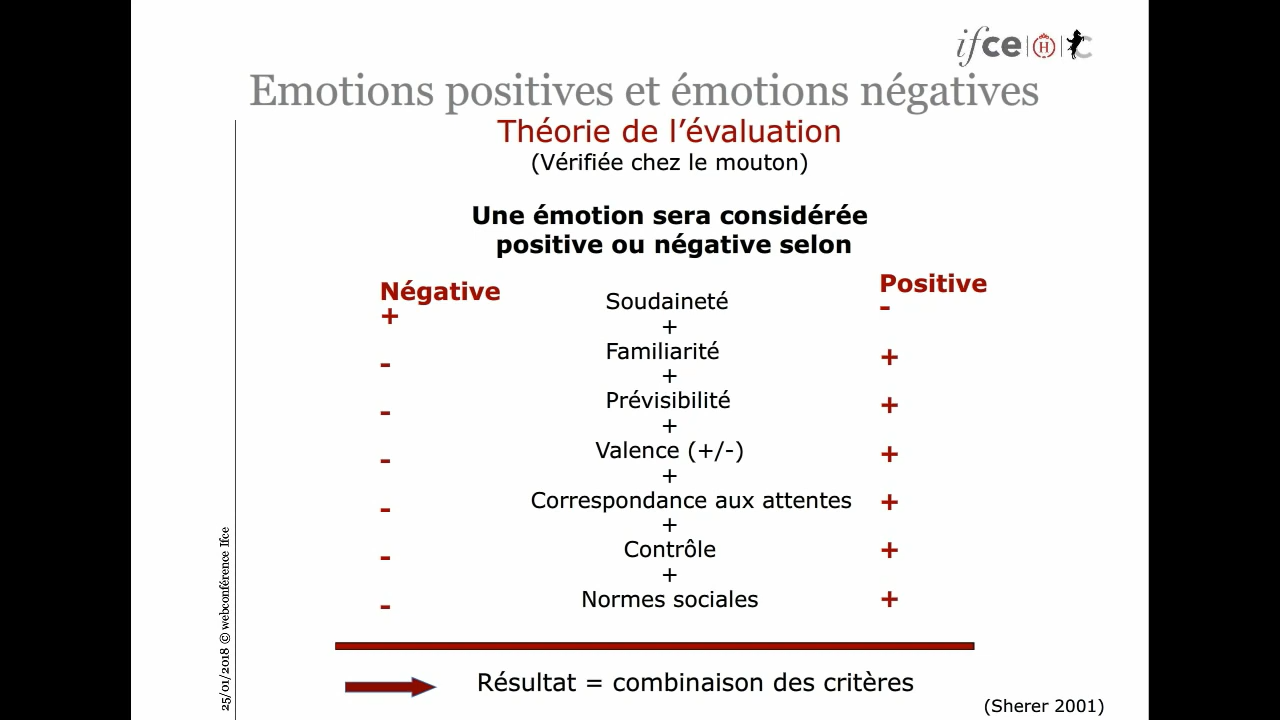 ifce
H
Emotions positives et émotions négatives
Théorie de l’évaluation
(Vérifiée chez le mouton)
Une émotion sera considérée
positive ou négative selon
Négative Positive
+ Soudaineté -
+
- Familiarité +
+
- Prévisibilité +
+
- Valence (+/-) +
+
- Correspondance aux attentes +
+
- Contrôle +
+
- Normes sociales +
Résultat = combinaison des critères
(Sherer 2001)
25/01/2018 © webconférence Ifce